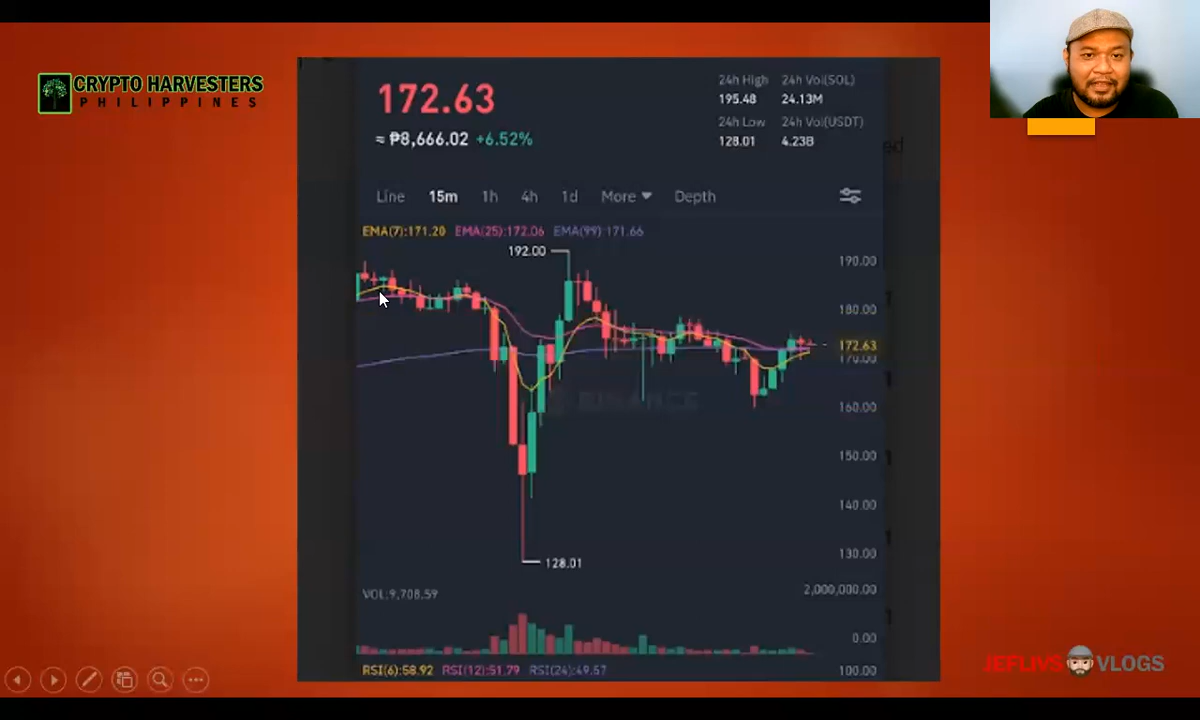 CRYPTO HARVESTERS
PHILIPPINES
172.63
≈ ₱8,666.02 +6.52%
24h High 24h Vol(SOL)
195.48 24.13M
24h Low 24h Vol(USDT)
128.01 4.23B
ed
Line 15m 1h 4h 1d More Depth
EMA(7):171.20 EMA(25):172.06 EMA(99):171.66
192.00
190.00
180.00
172.63
170.00
160.00
BINANCE
150.00
140.00
130.00
128.01
VOL:9,708.59
2,000,000.00
0.00
RSI(6):58.92 RSI(12):51.79 RSI(24):49.57
100.00
JEFLIVS VLOGS